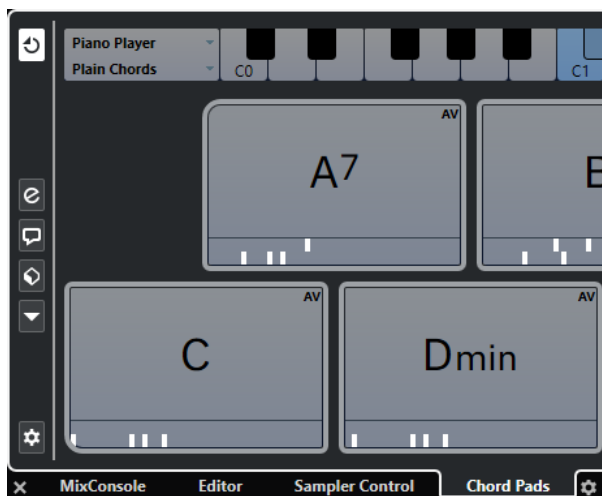 Piano Player
Plain Chords
C0
C1
AV
A7
AV
C
AV
Dmin
MixConsole
Editor
Sampler Control
Chord Pads